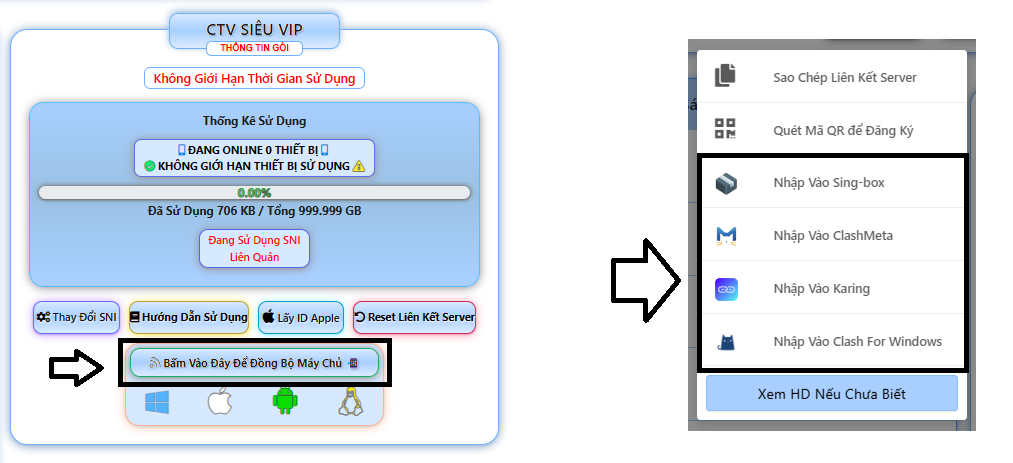 CTV SIÊU VIP
THÔNG TIN GÓI
Không Giới Hạn Thời Gian Sử Dụng
Thống Kê Sử Dụng
ĐANG ONLINE 0 THIẾT BỊ
KHÔNG GIỚI HẠN THIẾT BỊ SỬ DỤNG
0.00%
Đã Sử Dụng 706 KB / Tổng 999.999 GB
Đang Sử Dụng SNI
Liên Quân
Thay Đổi SNI
Hướng Dẫn Sử Dụng
Lấy ID Apple
Reset Liên Kết Server
Bấm Vào Đây Để Đồng Bộ Máy Chủ
Sao Chép Liên Kết Server
Quét Mã QR để Đăng Ký
Nhập Vào Sing-box
Nhập Vào ClashMeta
Nhập Vào Karing
Nhập Vào Clash For Windows
Xem HD Nếu Chưa Biết